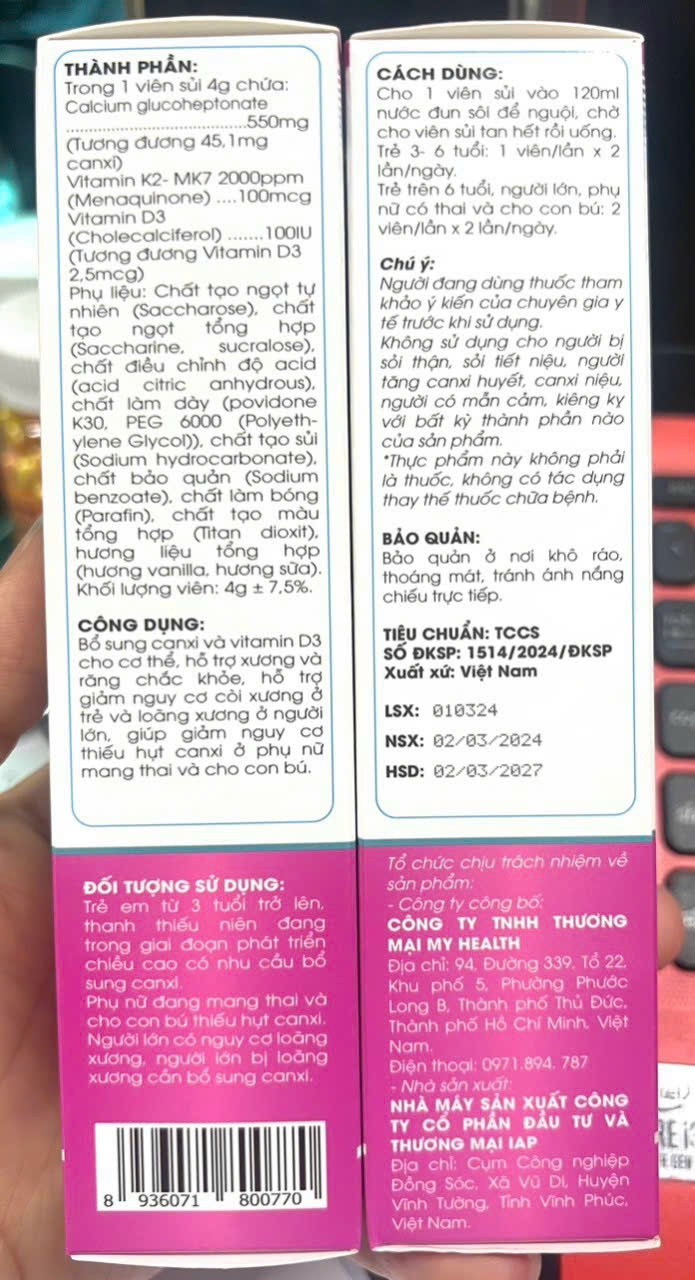 THÀNH PHẦN:
Trong 1 viên sủi 4g chứa:
Calcium glucoheptonate
.......................................550mg
(Tương đương 45,1mg
canxi)
Vitamin K2- MK7 2000ppm
(Menaquinone) ....100mcg
Vitamin D3
(Cholecalciferol) .......100IU
(Tương đương Vitamin D3
2,5mcg)
Phụ liệu: Chất tạo ngọt tự
nhiên (Saccharose), chất
tạo ngọt tổng hợp
(Saccharine, sucralose),
chất điều chỉnh độ acid
(acid citric anhydrous),
chất làm dày (povidone
K30, PEG 6000 (Polyeth-
ylene Glycol)), chất tạo sủi
(Sodium hydrocarbonate),
chất bảo quản (Sodium
benzoate), chất làm bóng
(Parafin), chất tạo màu
tổng hợp (Titan dioxit),
hương liệu tổng hợp
(hương vanilla, hương sữa).
Khối lượng viên: 4g ± 7,5%.
CÔNG DỤNG:
Bổ sung canxi và vitamin D3
cho cơ thể, hỗ trợ xương và
răng chắc khỏe, hỗ trợ
giảm nguy cơ còi xương ở
trẻ và loãng xương ở người
lớn, giúp giảm nguy cơ
thiếu hụt canxi ở phụ nữ
mang thai và cho con bú.
ĐỐI TƯỢNG SỬ DỤNG:
Trẻ em từ 3 tuổi trở lên,
thanh thiếu niên đang
trong giai đoạn phát triển
chiều cao có nhu cầu bổ
sung canxi.
Phụ nữ đang mang thai và
cho con bú thiếu hụt canxi.
Người lớn có nguy cơ loãng
xương, người lớn bị loãng
xương cần bổ sung canxi.
8 936071 800770
CÁCH DÙNG:
Cho 1 viên sủi vào 120ml
nước đun sôi để nguội, chờ
cho viên sủi tan hết rồi uống.
Trẻ 3- 6 tuổi: 1 viên/lần x 2
lần/ngày.
Trẻ trên 6 tuổi, người lớn, phụ
nữ có thai và cho con bú: 2
viên/lần x 2 lần/ngày.
Chú ý:
Người đang dùng thuốc tham
khảo ý kiến của chuyên gia y
tế trước khi sử dụng.
Không sử dụng cho người bị
sỏi thận, sỏi tiết niệu, người
tăng canxi huyết, canxi niệu,
người có mẫn cảm, kiêng kỵ
với bất kỳ thành phần nào
của sản phẩm.
*Thực phẩm này không phải
là thuốc, không có tác dụng
thay thế thuốc chữa bệnh.
BẢO QUẢN:
Bảo quản ở nơi khô ráo,
thoáng mát, tránh ánh nắng
chiếu trực tiếp.
TIÊU CHUẨN: TCCS
SỐ ĐKSP: 1514/2024/ĐKSP
Xuất xứ: Việt Nam
LSX: 010324
NSX: 02/03/2024
HSD: 02/03/2027
Tổ chức chịu trách nhiệm về
sản phẩm:
- Công ty công bố:
CÔNG TY TNHH THƯƠNG
MẠI MY HEALTH
Địa chỉ: 94, Đường 339, Tổ 22,
Khu phố 5, Phường Phước
Long B, Thành phố Thủ Đức,
Thành phố Hồ Chí Minh, Việt
Nam.
Điện thoại: 0971.894. 787
- Nhà sản xuất:
NHÀ MÁY SẢN XUẤT CÔNG
TY CỔ PHẦN ĐẦU TƯ VÀ
THƯƠNG MẠI IAP
Địa chỉ: Cụm Công nghiệp
Đồng Sóc, Xã Vũ Di, Huyện
Vĩnh Tường, Tỉnh Vĩnh Phúc,
Việt Nam.